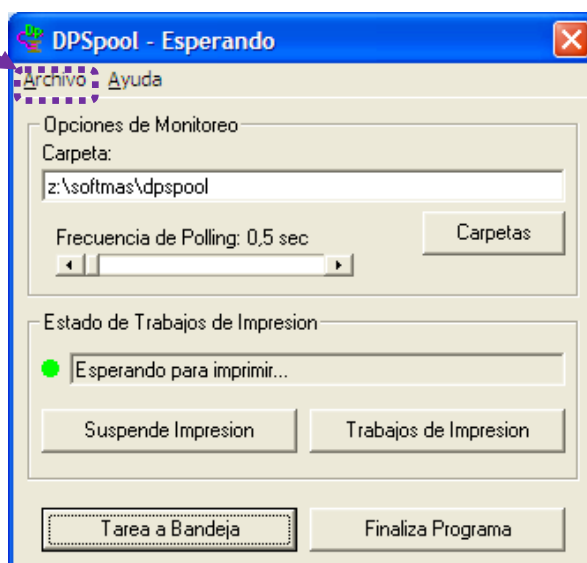 DPSpool - Esperando
Archivo Ayuda
Opciones de Monitoreo
Carpeta:
z:\softmas\dpspool
Frecuencia de Polling: 0,5 sec
Carpetas
Estado de Trabajos de Impresion
Esperando para imprimir...
Suspende Impresion Trabajos de Impresion
Tarea a Bandeja Finaliza Programa